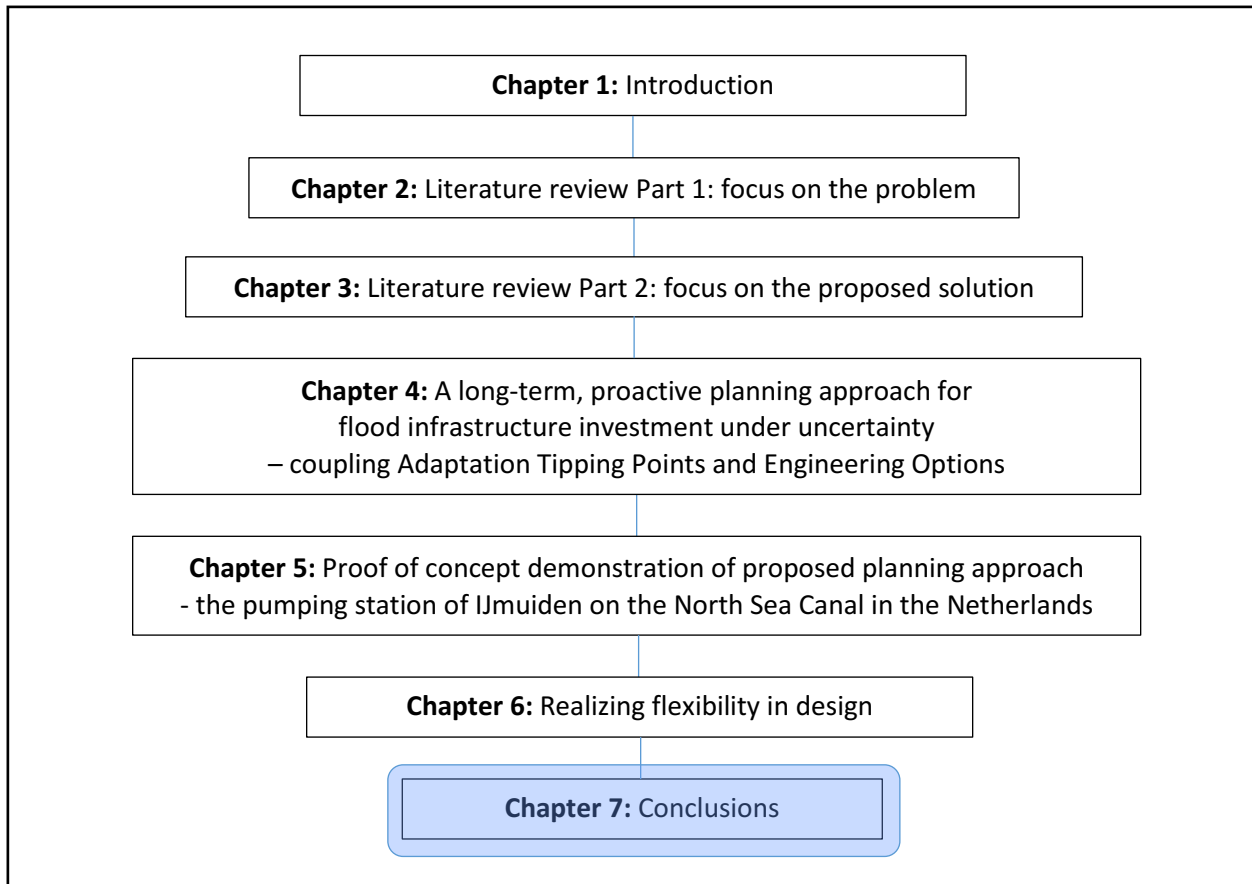 Chapter 1: Introduction
Chapter 2: Literature review Part 1: focus on the problem
Chapter 3: Literature review Part 2: focus on the proposed solution
Chapter 4: A long-term, proactive planning approach for
flood infrastructure investment under uncertainty
– coupling Adaptation Tipping Points and Engineering Options
Chapter 5: Proof of concept demonstration of proposed planning approach
- the pumping station of IJmuiden on the North Sea Canal in the Netherlands
Chapter 6: Realizing flexibility in design
Chapter 7: Conclusions